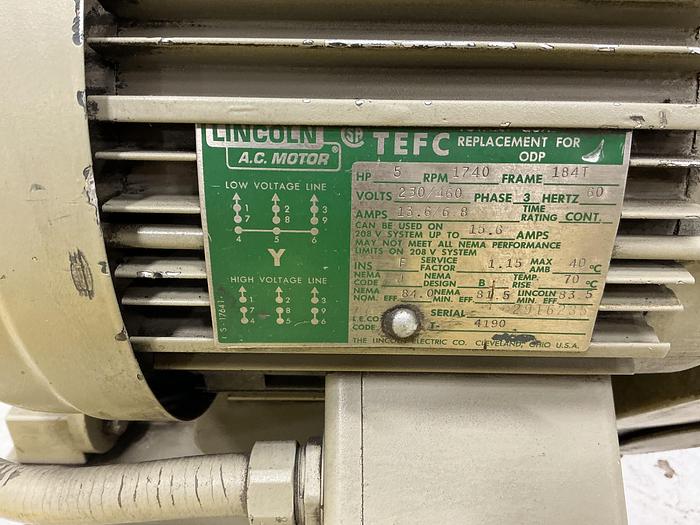 LINCOLN
A.C. MOTOR
SA
TEFC
REPLACEMENT FOR
ODP
HP 5 RPM 1740 FRAME 184T
VOLTS 230/460 PHASE 3 HERTZ 60
AMPS 13.6/6.8 TIME RATING CONT.
CAN BE USED ON
208 V SYSTEM UP TO 15.6 AMPS
MAY NOT MEET ALL NEMA PERFORMANCE
LIMITS ON 208 V SYSTEM
INS F SERVICE FACTOR 1.15 MAX AMB 40 °C
NEMA CODE J NEMA DESIGN B TEMP. RISE 70 °C
NEMA NOM. EFF 84.0 NEMA MIN. EFF 81.5 LINCOLN MIN. EFF. 83.5
SERIAL 2916235
L.E.CO.
CODE T- 4190
THE LINCOLN ELECTRIC CO. CLEVELAND, OHIO U.S.A.
LOW VOLTAGE LINE
1 2 3
7 8 9
4 5 6
Y
HIGH VOLTAGE LINE
1 2 3
7 8 9
4 5 6
S-17641-